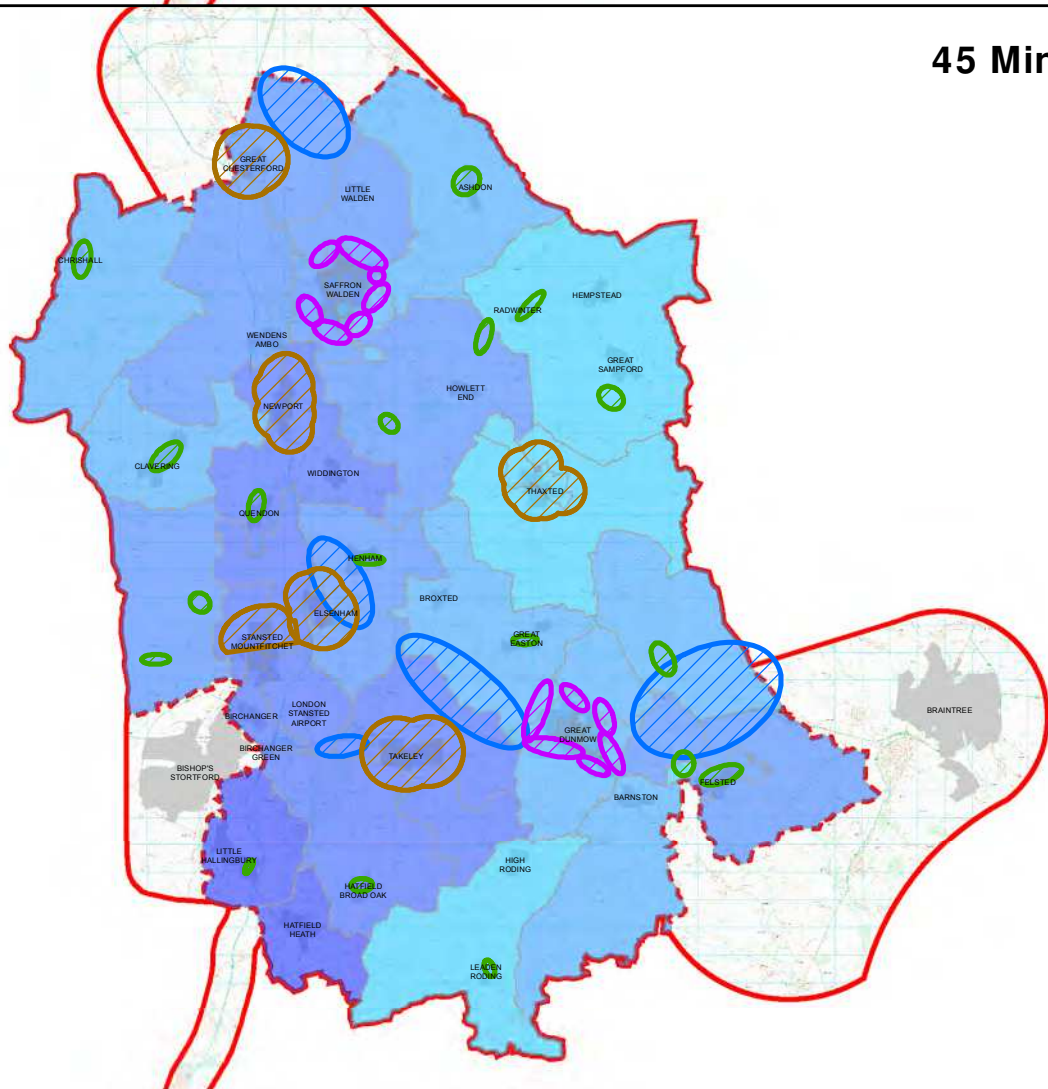 45 Min
GREAT
CHESTERFORD
LITTLE
WALDEN
ASHDON
CHRISHALL
SAFFRON
WALDEN
RADWINTER
HEMPSTEAD
WENDENS
AMBO
GREAT
SAMPFORD
HOWLETT
END
NEWPORT
CLAVERING
WIDDINGTON
THAXTED
QUENDON
HENHAM
BROXTED
ELSENHAM
STANSTED
MOUNTFITCHET
GREAT
EASTON
BIRCHANGER
LONDON
STANSTED
AIRPORT
GREAT
DUNMOW
BRAINTREE
BIRCHANGER
GREEN
TAKELEY
BISHOP'S
STORTFORD
FELSTED
BARNSTON
LITTLE
HALLINGBURY
HIGH
RODING
HATFIELD
BROAD OAK
HATFIELD
HEATH
LEADEN
RODING